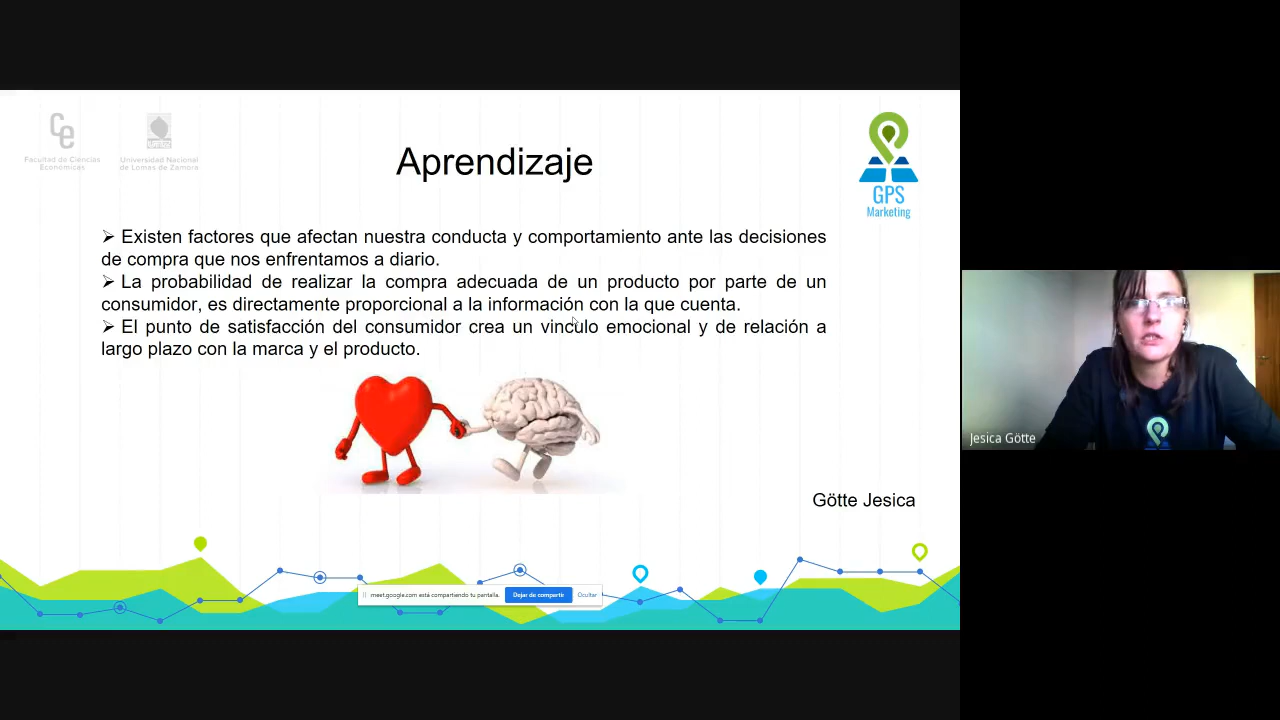 Facultad de Ciencias
Económicas
Universidad Nacional
de Lomas de Zamora
Aprendizaje
GPS
Marketing
➢ Existen factores que afectan nuestra conducta y comportamiento ante las decisiones
de compra que nos enfrentamos a diario.
➢ La probabilidad de realizar la compra adecuada de un producto por parte de un
consumidor, es directamente proporcional a la información con la que cuenta.
➢ El punto de satisfacción del consumidor crea un vinculo emocional y de relación a
largo plazo con la marca y el producto.
Jesica Götte
Götte Jesica
meet.google.com está compartiendo tu pantalla.
Dejar de compartir
Ocultar